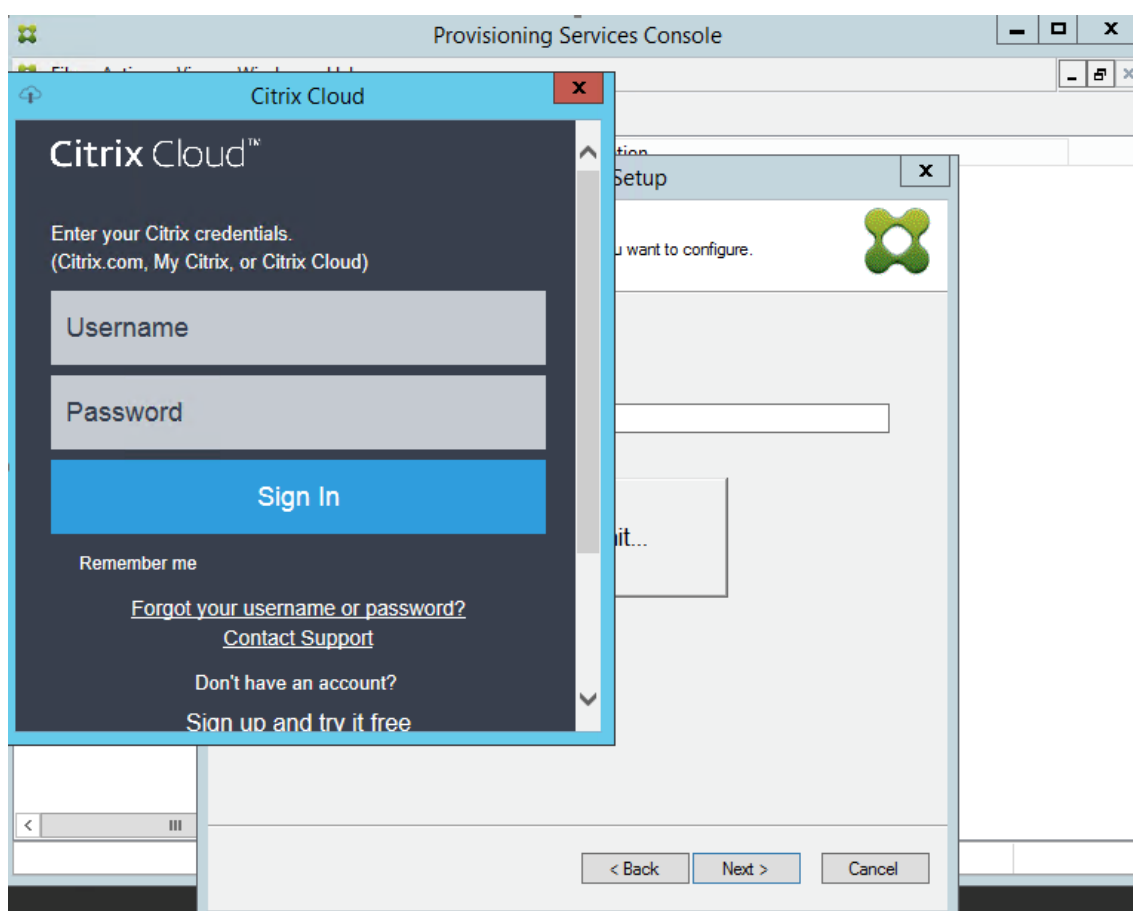 Provisioning Services Console
Citrix Cloud
Citrix Cloud™
Enter your Citrix credentials.
(Citrix.com, My Citrix, or Citrix Cloud)
Username
Password
Sign In
Remember me
Forgot your username or password?
Contact Support
Don't have an account?
Sign up and try it free
Setup
want to configure.
< Back
Next >
Cancel